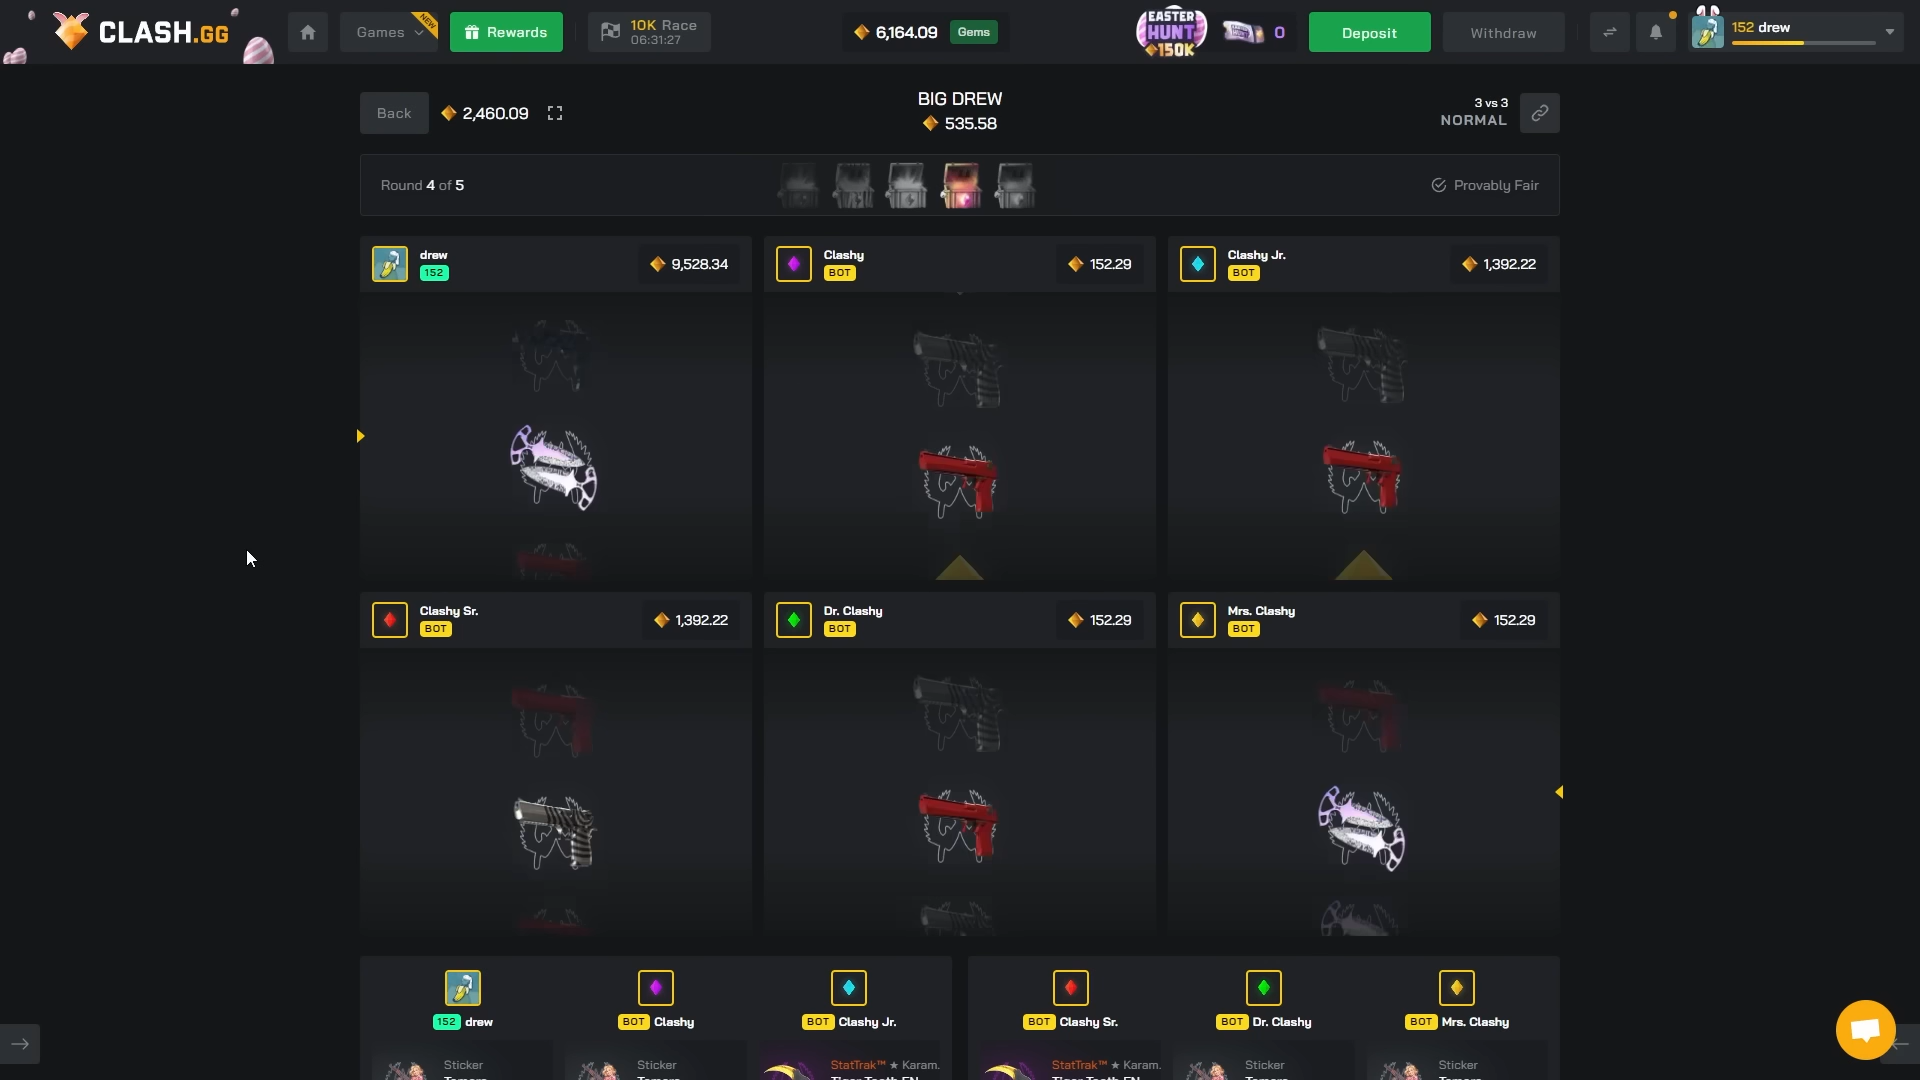 CLASH.GG
Games
NEW
Rewards
10K Race
06:31:27
6,164.09
Gems
EASTER
HUNT
150K
0
Deposit
Withdraw
152 drew
Back
2,460.09
BIG DREW
535.58
3 vs 3
NORMAL
Round 4 of 5
Provably Fair
drew
152
9,528.34
Clashy
BOT
152.29
Clashy Jr.
BOT
1,392.22
Clashy Sr.
BOT
1,392.22
Dr. Clashy
BOT
152.29
Mrs. Clashy
BOT
152.29
152 drew
BOT Clashy
BOT Clashy Jr.
BOT Clashy Sr.
BOT Dr. Clashy
BOT Mrs. Clashy
Sticker
Sticker
StatTrak™ ★ Karam.
StatTrak™ ★ Karam.
Sticker
Sticker